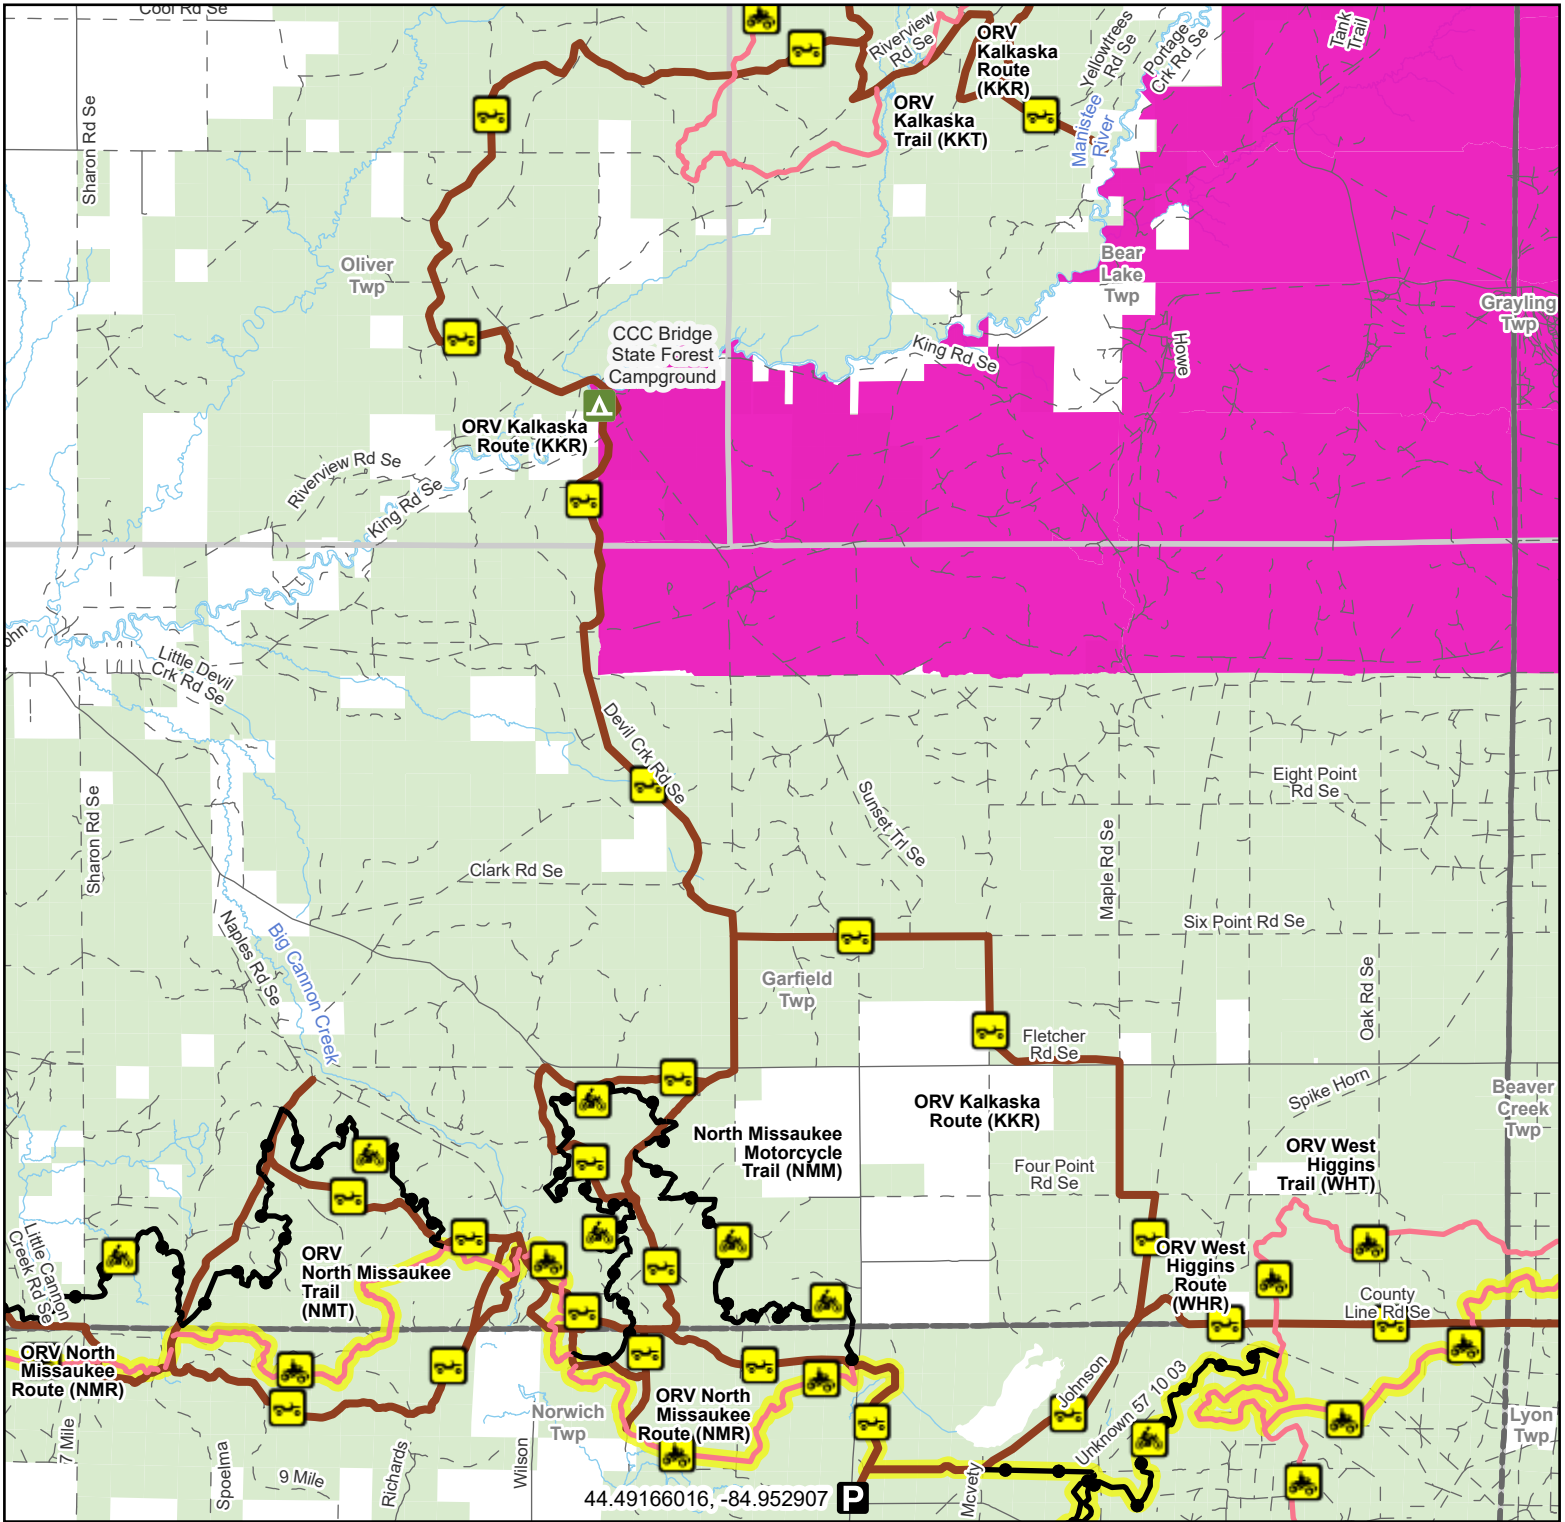 Cool Rd Se
Sharon Rd Se
Riverview
Rd Se
ORV
Kalkaska
Route
(KKR)
Yellowtrees
Rd Se
Portage
Crk Rd Se
Tank
Trail
ORV
Kalkaska
Trail (KKT)
Manistee
River
Oliver
Twp
Bear
Lake
Twp
Grayling
Twp
CCC Bridge
State Forest
Campground
King Rd Se
Howe
ORV Kalkaska
Route (KKR)
Riverview Rd Se
King Rd Se
ohn
Little Devil
Crk Rd Se
Devil Crk Rd Se
Sharon Rd Se
Sunset Trl Se
Eight Point
Rd Se
Clark Rd Se
Maple Rd Se
Naples Rd Se
Big Cannon Creek
Six Point Rd Se
Garfield
Twp
Oak Rd Se
Fletcher
Rd Se
Spike Horn
Beaver
Creek
Twp
ORV Kalkaska
Route (KKR)
North Missaukee
Motorcycle
Trail (NMM)
Four Point
Rd Se
ORV West
Higgins
Trail (WHT)
Little Cannon
Creek Rd Se
ORV
North Missaukee
Trail
(NMT)
ORV West
Higgins
Route
(WHR)
County
Line Rd Se
ORV North
Missaukee
Route (NMR)
ORV North
Missaukee
Route (NMR)
Johnson
Unknown 57 10 03
Norwich
Twp
Lyon
Twp
7 Mile
Spoelma
9 Mile
Richards
Wilson
Mcvety
44.49166016, -84.952907 P